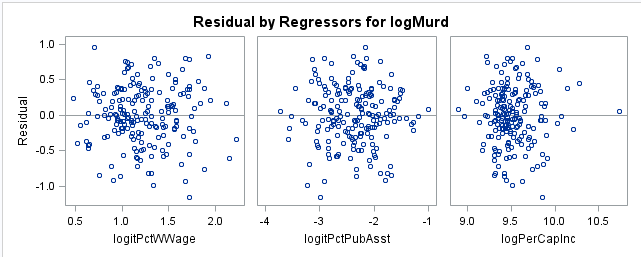 Residual by Regressors for logMurd
Residual
1.0
0.5
0.0
-0.5
-1.0
0.5 1.0 1.5 2.0
-4 -3 -2 -1
9.0 9.5 10.0 10.5
logitPctWWage
logitPctPubAsst
logPerCapInc